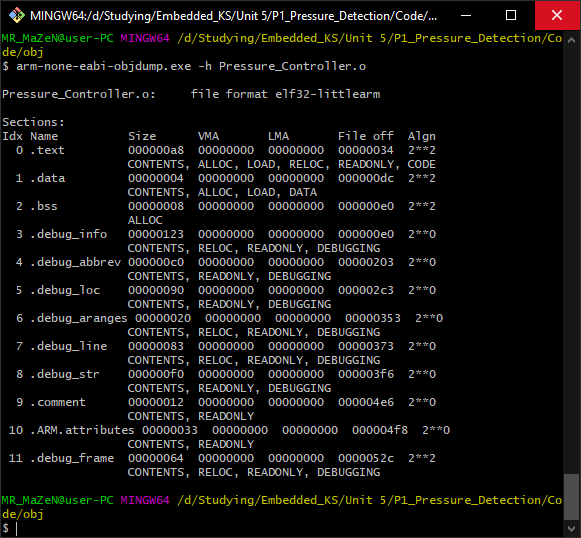 MINGW64:/d/Studying/Embedded_KS/Unit 5/P1_Pressure_Detection/Code/...
MR_MaZeN@user-PC MINGW64 /d/Studying/Embedded_KS/Unit 5/P1_Pressure_Detection/Co
de/obj
$ arm-none-eabi-objdump.exe -h Pressure_Controller.o

Pressure_Controller.o:     file format elf32-littlearm

Sections:
Idx Name          Size      VMA       LMA       File off  Algn
  0 .text         000000a8  00000000  00000000  00000034  2**2
                  CONTENTS, ALLOC, LOAD, RELOC, READONLY, CODE
  1 .data         00000004  00000000  00000000  000000dc  2**2
                  CONTENTS, ALLOC, LOAD, DATA
  2 .bss          00000008  00000000  00000000  000000e0  2**2
                  ALLOC
  3 .debug_info   00000123  00000000  00000000  000000e0  2**0
                  CONTENTS, RELOC, READONLY, DEBUGGING
  4 .debug_abbrev 000000c0  00000000  00000000  00000203  2**0
                  CONTENTS, READONLY, DEBUGGING
  5 .debug_loc    00000090  00000000  00000000  000002c3  2**0
                  CONTENTS, READONLY, DEBUGGING
  6 .debug_aranges 00000020  00000000  00000000  00000353  2**0
                  CONTENTS, RELOC, READONLY, DEBUGGING
  7 .debug_line   00000083  00000000  00000000  00000373  2**0
                  CONTENTS, RELOC, READONLY, DEBUGGING
  8 .debug_str    000000f0  00000000  00000000  000003f6  2**0
                  CONTENTS, READONLY, DEBUGGING
  9 .comment      00000012  00000000  00000000  000004e6  2**0
                  CONTENTS, READONLY
 10 .ARM.attributes 00000033  00000000  00000000  000004f8  2**0
                  CONTENTS, READONLY
 11 .debug_frame  00000064  00000000  00000000  0000052c  2**2
                  CONTENTS, RELOC, READONLY, DEBUGGING

MR_MaZeN@user-PC MINGW64 /d/Studying/Embedded_KS/Unit 5/P1_Pressure_Detection/Co
de/obj
$